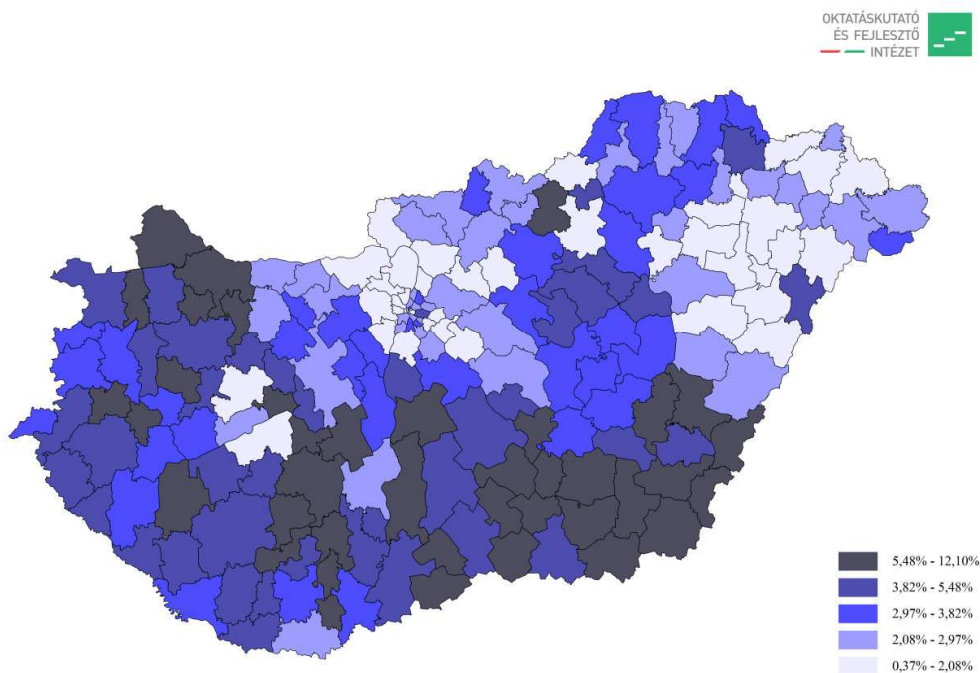 OKTATÁSKUTATÓ
ÉS FEJLESZTŐ
INTÉZET
5,48% - 12,10%
3,82% - 5,48%
2,97% - 3,82%
2,08% - 2,97%
0,37% - 2,08%